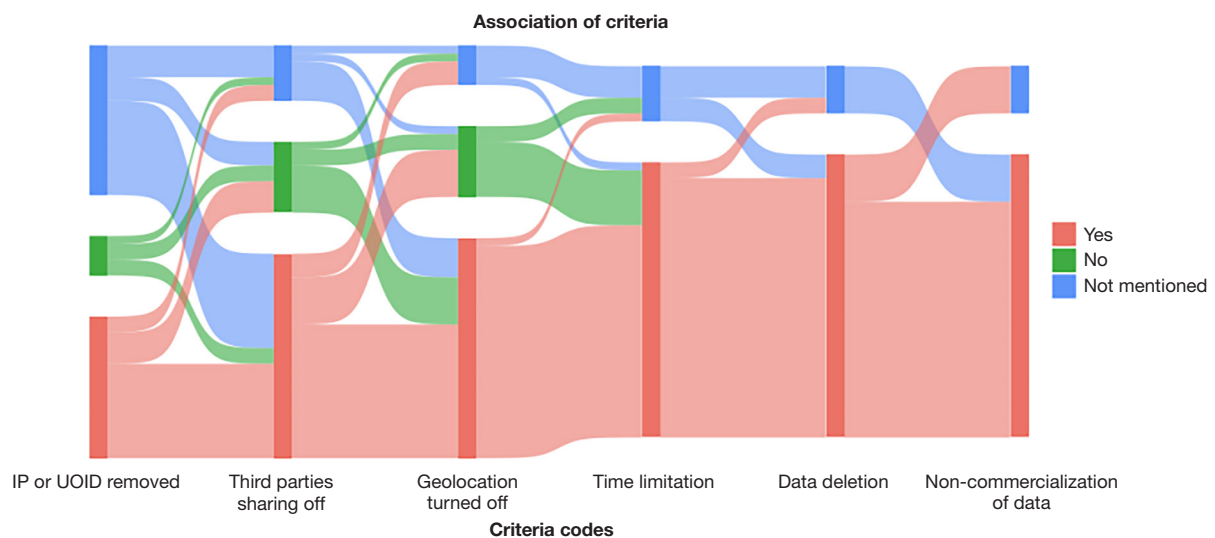 Association of criteria
Yes
No
Not mentioned
IP or UOID removed
Third parties
sharing off
Geolocation
turned off
Time limitation
Data deletion
Non-commercialization
of data
Criteria codes